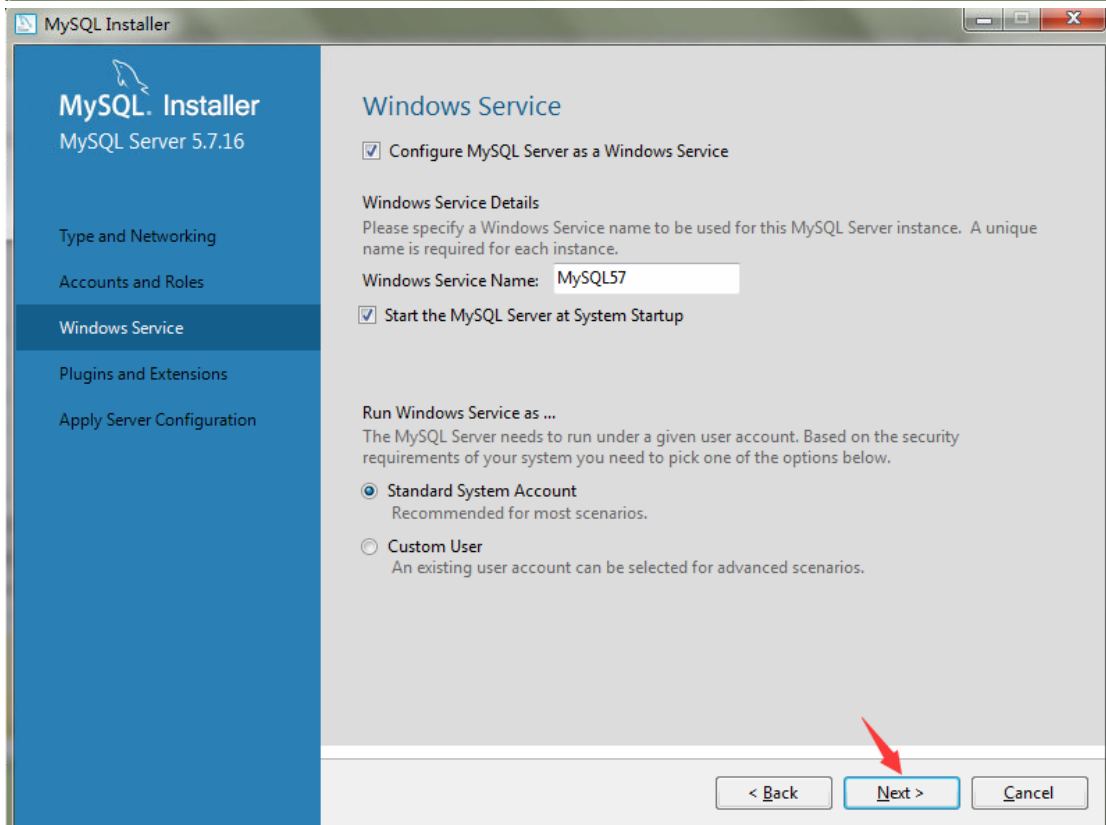 MySQL Installer
MySQL. Installer
MySQL Server 5.7.16
Type and Networking
Accounts and Roles
Windows Service
Plugins and Extensions
Apply Server Configuration
Windows Service
Configure MySQL Server as a Windows Service
Windows Service Details
Please specify a Windows Service name to be used for this MySQL Server instance. A unique
name is required for each instance.
Windows Service Name: MySQL57
Start the MySQL Server at System Startup
Run Windows Service as ...
The MySQL Server needs to run under a given user account. Based on the security
requirements of your system you need to pick one of the options below.
Standard System Account
Recommended for most scenarios.
Custom User
An existing user account can be selected for advanced scenarios.
< Back Next > Cancel